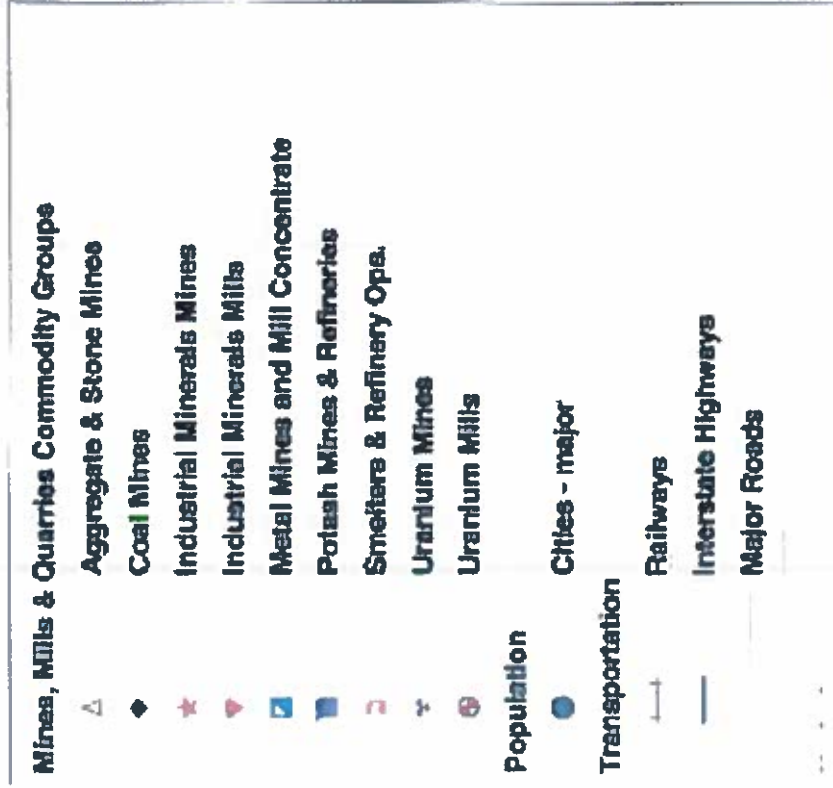 Mines, Mills & Quarries Commodity Groups
Aggregate & Stone Mines
Coal Mines
Industrial Minerals Mines
Industrial Minerals Mills
Metal Mines and Mill Concentrate
Potash Mines & Refineries
Smelters & Refinery Ops.
Uranium Mines
Uranium Mills
Population
Cities - major
Transportation
Railways
Interstate Highways
Major Roads